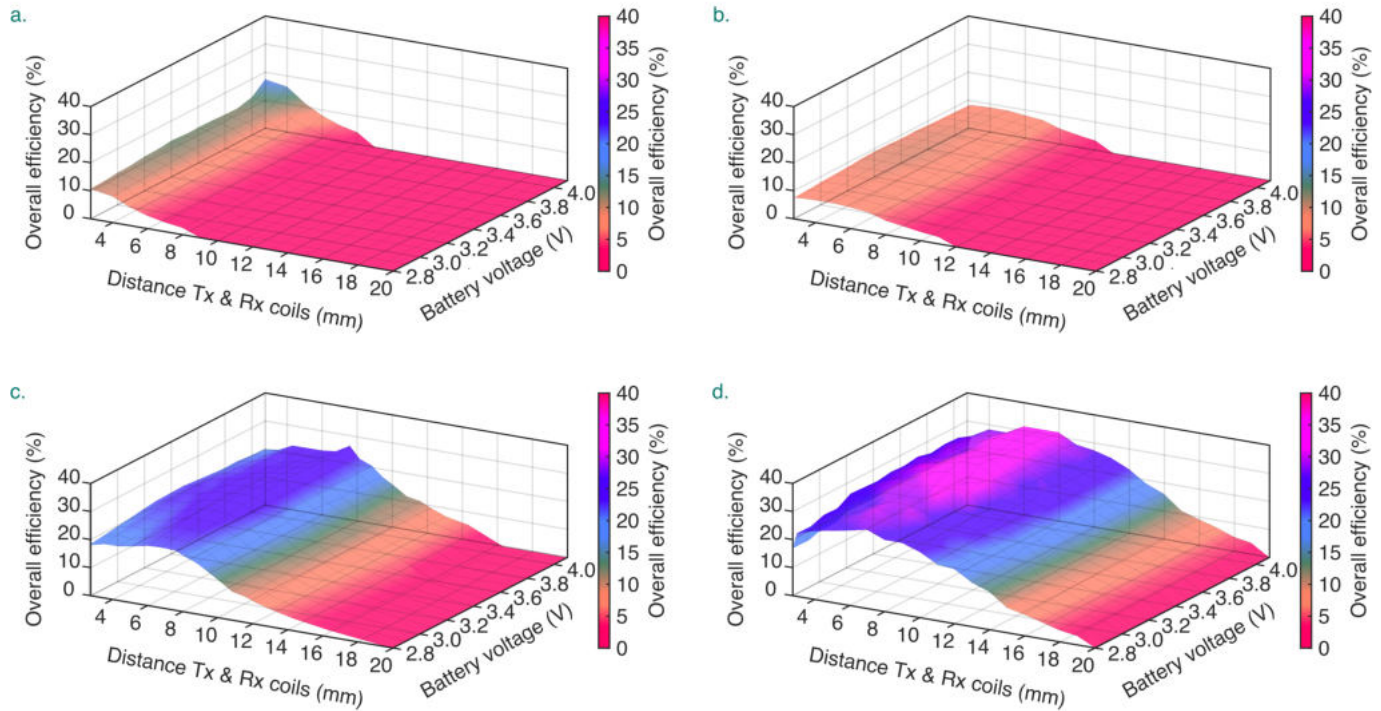 a.
Overall efficiency (%)
40
30
20
10
0
4 6 8 10 12 14 16 18 20
Distance Tx & Rx coils (mm)
2.8 3.0 3.2 3.4 3.6 3.8 4.0
Battery voltage (V)
40
35
30
25
20
15
10
5
0
Overall efficiency (%)
b.
Overall efficiency (%)
40
30
20
10
0
4 6 8 10 12 14 16 18 20
Distance Tx & Rx coils (mm)
2.8 3.0 3.2 3.4 3.6 3.8 4.0
Battery voltage (V)
40
35
30
25
20
15
10
5
0
Overall efficiency (%)
c.
Overall efficiency (%)
40
30
20
10
0
4 6 8 10 12 14 16 18 20
Distance Tx & Rx coils (mm)
2.8 3.0 3.2 3.4 3.6 3.8 4.0
Battery voltage (V)
40
35
30
25
20
15
10
5
0
Overall efficiency (%)
d.
Overall efficiency (%)
40
30
20
10
0
4 6 8 10 12 14 16 18 20
Distance Tx & Rx coils (mm)
2.8 3.0 3.2 3.4 3.6 3.8 4.0
Battery voltage (V)
40
35
30
25
20
15
10
5
0
Overall efficiency (%)